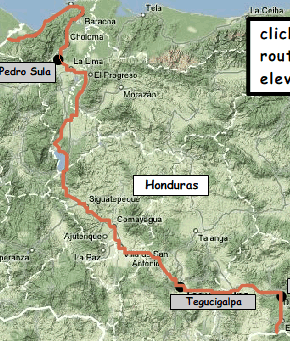 Tela
La Ceiba
Baracoa
Choloma
click
rout
elev
La Lima
Pedro Sula
El Progreso
Morazán
Honduras
Siguatepeque
Comayagua
Ajuterique
Talanga
peranza
La Paz
Villa de San
Antonio
Tegucigalpa
E